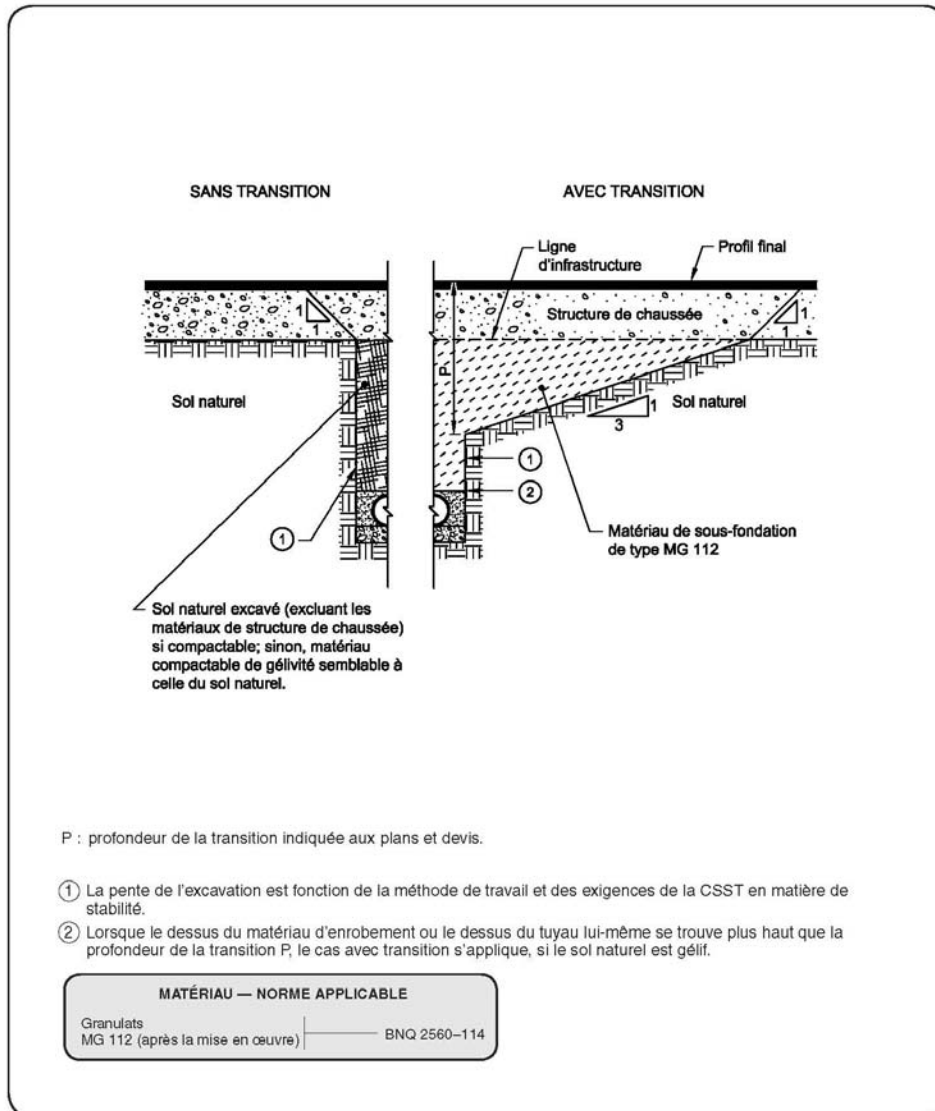 SANS TRANSITION
AVEC TRANSITION
Ligne
d'infrastructure
Profil final
1
1
Structure de chaussée
1
1
P
Sol naturel
Sol naturel
1
3
1
2
1
Matériau de sous-fondation
de type MG 112
Sol naturel excavé (excluant les
matériaux de structure de chaussée)
si compactable; sinon, matériau
compactable de gélivité semblable à
celle du sol naturel.
P : profondeur de la transition indiquée aux plans et devis.
1 La pente de l'excavation est fonction de la méthode de travail et des exigences de la CSST en matière de
stabilité.
2 Lorsque le dessus du matériau d'enrobement ou le dessus du tuyau lui-même se trouve plus haut que la
profondeur de la transition P, le cas avec transition s'applique, si le sol naturel est gélif.
MATÉRIAU — NORME APPLICABLE
Granulats
MG 112 (après la mise en œuvre)
BNQ 2560–114